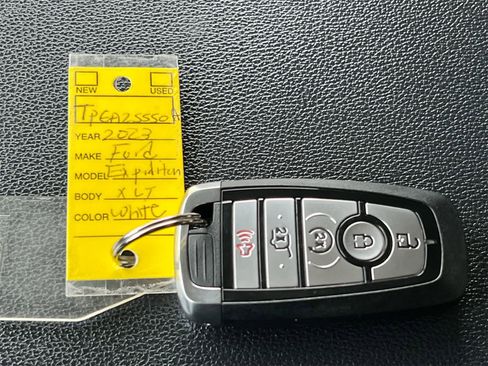 NEW USED
TPEA25550A
YEAR 2023
MAKE Ford
MODEL Expedition
BODY XLT
COLOR White